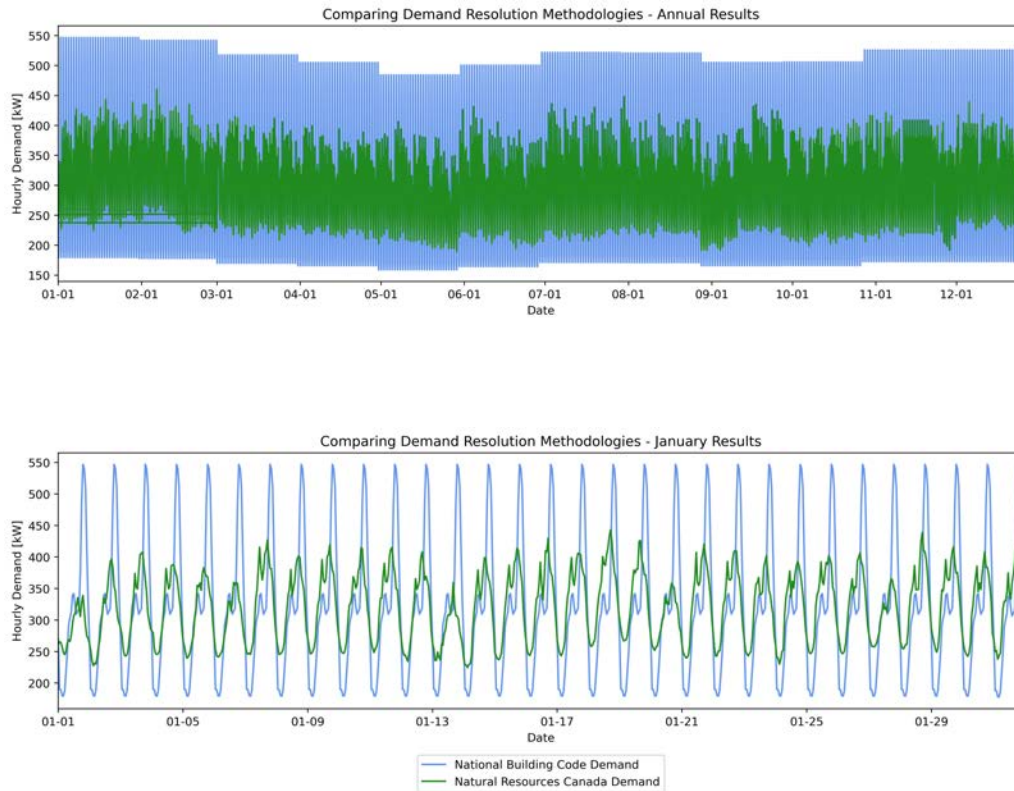 Comparing Demand Resolution Methodologies - Annual Results
550
500
450
400
350
300
250
200
150
Hourly Demand [kW]
01-01 02-01 03-01 04-01 05-01 06-01 07-01 08-01 09-01 10-01 11-01 12-01
Date
Comparing Demand Resolution Methodologies - January Results
550
500
450
400
350
300
250
200
Hourly Demand [kW]
01-01 01-05 01-09 01-13 01-17 01-21 01-25 01-29
Date
National Building Code Demand
Natural Resources Canada Demand